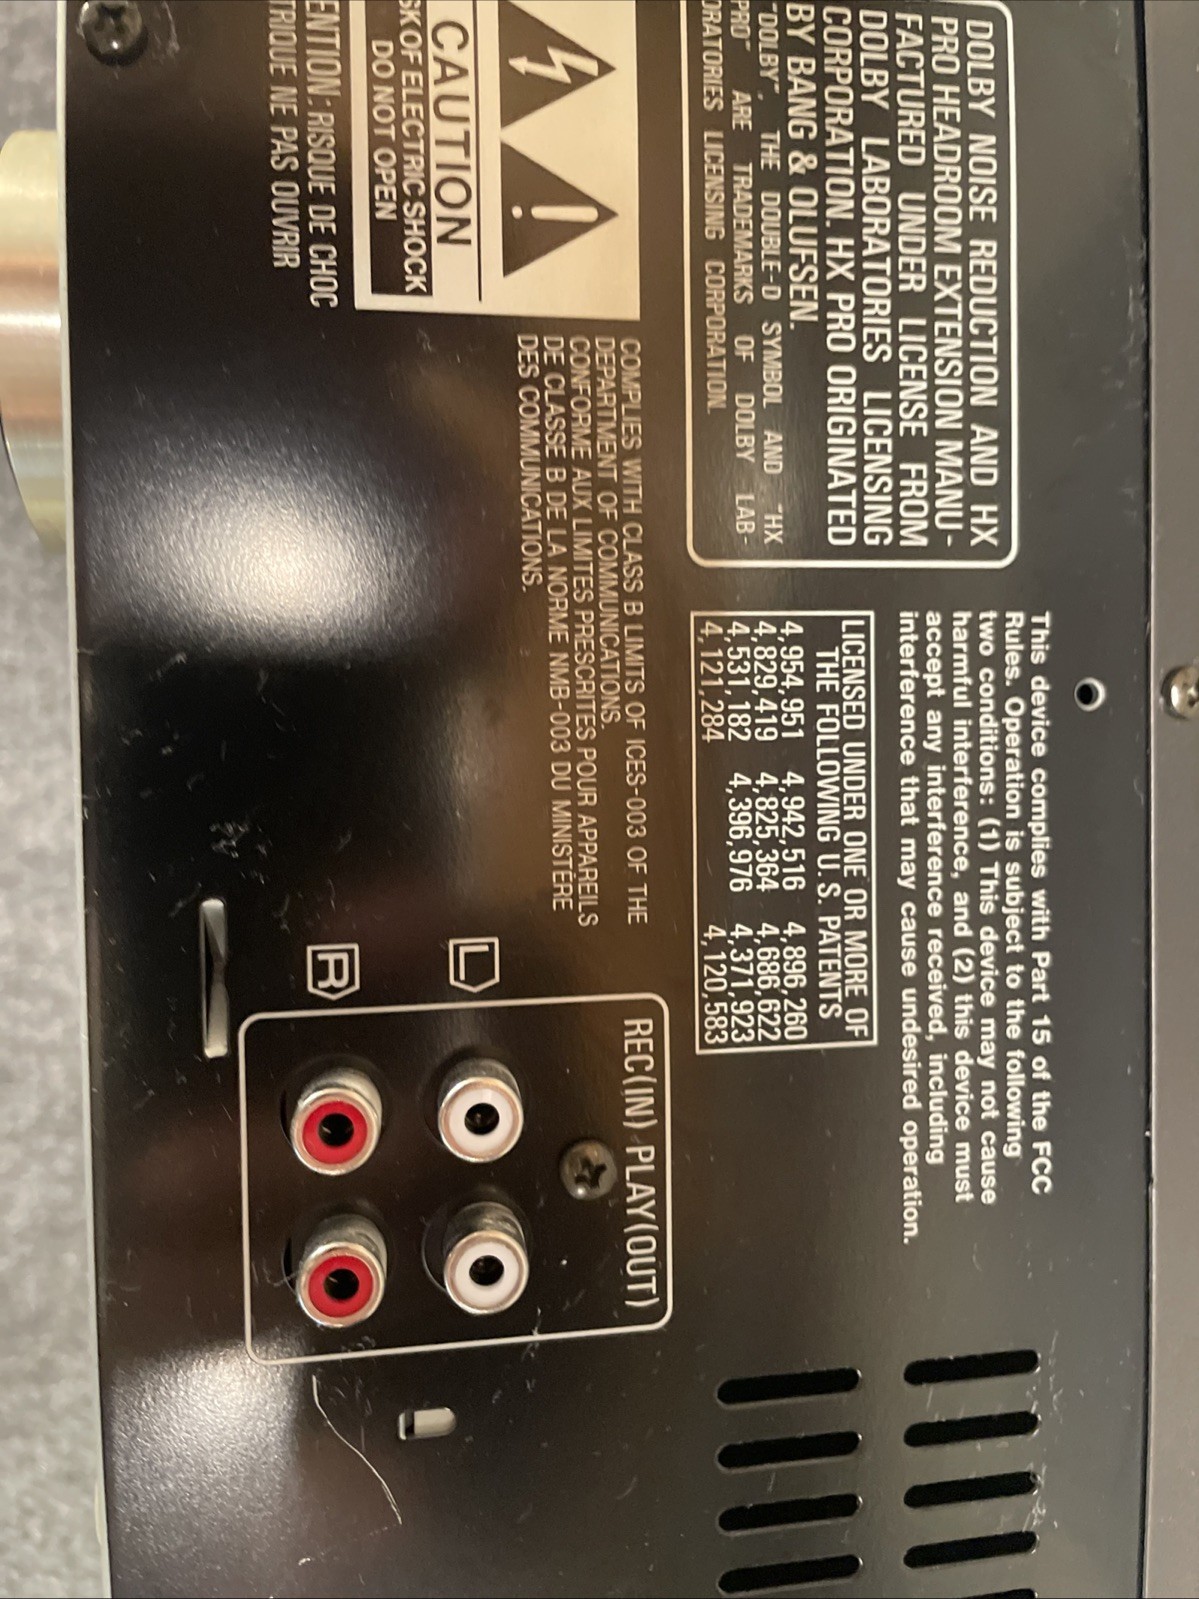 DOLBY NOISE REDUCTION AND HX
PRO HEADROOM EXTENSION MANU-
FACTURED UNDER LICENSE FROM
DOLBY LABORATORIES LICENSING
CORPORATION. HX PRO ORIGINATED
BY BANG & OLUFSEN.
"DOLBY", THE DOUBLE-D SYMBOL AND "HX
PRO" ARE TRADEMARKS OF DOLBY LAB-
ORATORIES LICENSING CORPORATION.
This device complies with Part 15 of the FCC
Rules. Operation is subject to the following
two conditions: (1) This device may not cause
harmful interference, and (2) this device must
accept any interference received, including
interference that may cause undesired operation.
LICENSED UNDER ONE OR MORE OF
THE FOLLOWING U.S. PATENTS
4,954,951 4,942,516 4,896,260
4,829,419 4,825,364 4,686,622
4,531,182 4,396,976 4,371,923
4,121,284 4,120,583
CAUTION
SK OF ELECTRIC SHOCK
DO NOT OPEN
ENTION: RISQUE DE CHOC
TRIQUE NE PAS OUVRIR
COMPLIES WITH CLASS B LIMITS OF ICES-003 OF THE
DEPARTMENT OF COMMUNICATIONS.
CONFORME AUX LIMITES PRESCRITES POUR APPAREILS
DE CLASSE B DE LA NORME NMB-003 DU MINISTÈRE
DES COMMUNICATIONS.
REC(IN) PLAY(OUT)
L
R